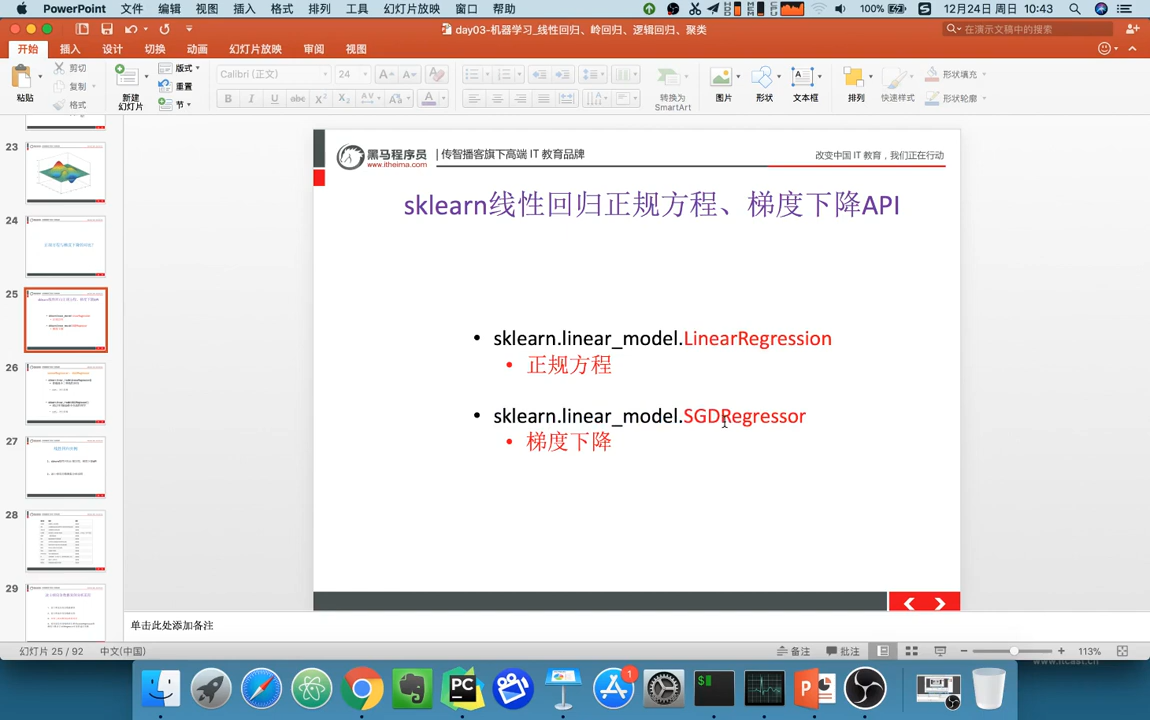 PowerPoint 文件 编辑 视图 插入 格式 排列 工具 幻灯片放映 窗口 帮助 100% 12月24日 周日 10:43
day03-机器学习_线性回归、岭回归、逻辑回归、聚类
在演示文稿中的搜索
开始 插入 设计 切换 动画 幻灯片放映 审阅 视图
粘贴 剪切 复制 格式 新建幻灯片 版式 重置 节
Calibri (正文) 24
转换为 SmartArt 图片 形状 文本框 排列 快速样式 形状填充 形状轮廓
23
24
25
26
27
28
29
黑马程序员 | 传智播客旗下高端 IT 教育品牌
www.itheima.com
改变中国 IT 教育，我们正在行动
sklearn线性回归正规方程、梯度下降API
• sklearn.linear_model.LinearRegression
• 正规方程
• sklearn.linear_model.SGDRegressor
• 梯度下降
单击此处添加备注
幻灯片 25 / 92 中文(中国) 备注 批注 113%
www.itcast.cn
PC
1